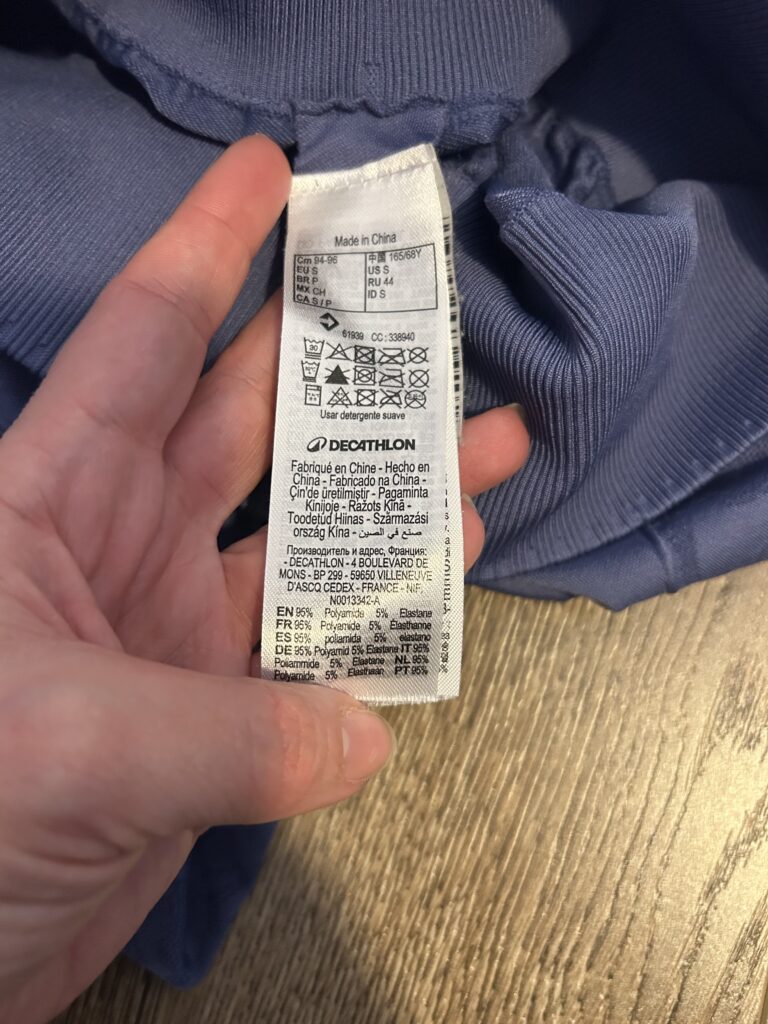 Made in China
Cm 94-96
EU S
BR P
MX CH
CA S / P
中国 165/68Y
US S
RU 44
ID S
61939 CC : 338940
30
Usar detergente suave
DECATHLON
Fabriqué en Chine - Hecho en
China - Fabricado na China -
Çin'de üretilmiştir - Pagaminta
Kinijoje - Ražots Ķīnā -
Toodetud Hiinas - Származási
ország Kína - صنع في الصين
Производитель и адрес, Франция:
- DECATHLON - 4 BOULEVARD DE
MONS - BP 299 - 59650 VILLENEUVE
D'ASCQ CEDEX - FRANCE - NIF.
N0013342-A
EN 95% Polyamide 5% Elastane
FR 95% Polyamide 5% Élasthanne
ES 95% poliamida 5% elastano
DE 95% Polyamid 5% Elastane IT 95%
Poliammide 5% Elastane NL 95%
Polyamide 5% Elasthaan PT 95%